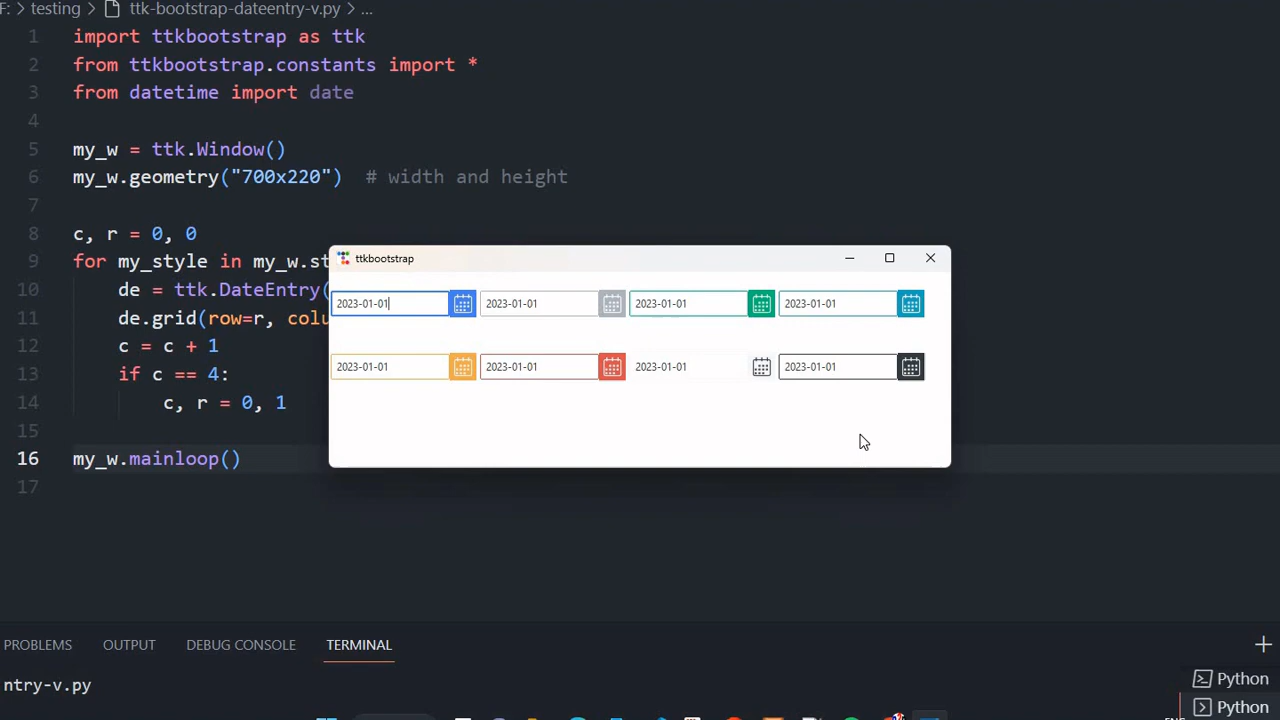 F: > testing > ttk-bootstrap-dateentry-v.py > ...
1 import ttkbootstrap as ttk
2 from ttkbootstrap.constants import *
3 from datetime import date
4
5 my_w = ttk.Window()
6 my_w.geometry("700x220")  # width and height
7
8 c, r = 0, 0
9 for my_style in my_w.st
10 de = ttk.DateEntry(
11 de.grid(row=r, colu
12 c = c + 1
13 if c == 4:
14 c, r = 0, 1
15
16 my_w.mainloop()
17
ttkbootstrap
2023-01-01 2023-01-01 2023-01-01 2023-01-01
2023-01-01 2023-01-01 2023-01-01 2023-01-01
PROBLEMS OUTPUT DEBUG CONSOLE TERMINAL
ntry-v.py
Python
Python